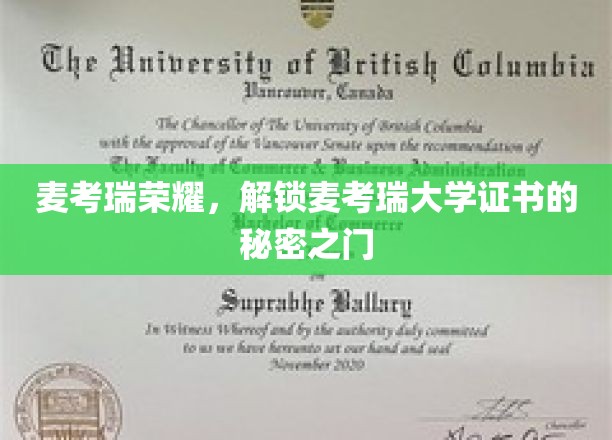 The University of British Columbia
Vancouver, Canada
The Chancellor of The University of British Columbia
with the approval of the Vancouver Senate upon the recommendation of
The Faculty of Commerce & Business Administration
麦考瑞荣耀，解锁麦考瑞大学证书的
Bachelor of Commerce
秘密之门
on
Suprabhe Ballary
In Witness Whereof and by the authority duly committed
to us we have hereunto set our hand and seal
November 2020
Chancellor